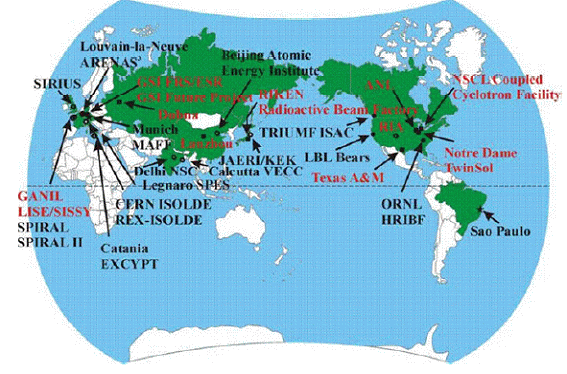 Louvain-la-Neuve
ARENAS³
SIRIUS
GSI FRS/ESR
GSI Future Project
Dubna
Beijing Atomic
Energy Institute
RIKEN
Radioactive Beam Factory
Munich
MAFF
Lanzhou
TRIUMF ISAC
JAERI/KEK
Delhi NSC
Calcutta VECC
Legnaro SPES
CERN ISOLDE
REX-ISOLDE
GANIL
LISE/SISSY
SPIRAL
SPIRAL II
Catania
EXCYPT
ANL
NSCL/Coupled
Cyclotron Facility
RIA
LBL Bears
Texas A&M
Notre Dame
TwinSol
ORNL
HRIBF
Sao Paulo